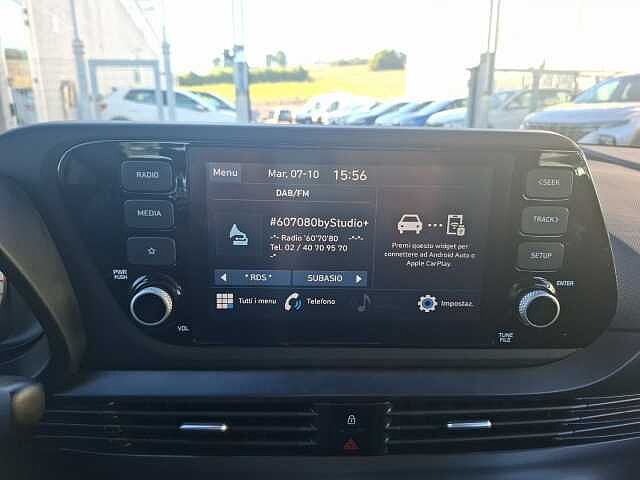 RADIO
MEDIA
PWR
PUSH
VOL
Menu
Mar, 07-10 15:56
DAB/FM
#607080byStudio+
-*- Radio '60'70'80 -*-*-
Tel. 02 / 40 70 95 70
-*
Premi questo widget per
connettere ad Android Auto o
Apple CarPlay.
◀ "RDS" SUBASIO ▶
Tutti i menu Telefono Impostaz.
<SEEK
TRACK>
SETUP
ENTER
TUNE
FILE